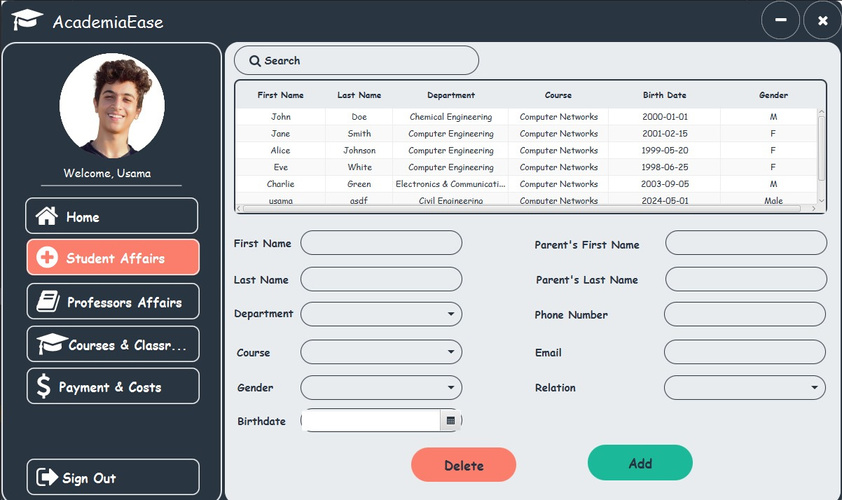 AcademiaEase
Welcome, Usama
Home
Student Affairs
Professors Affairs
Courses & Classr...
Payment & Costs
Sign Out
Search
First Name Last Name Department Course Birth Date Gender
John Doe Chemical Engineering Computer Networks 2000-01-01 M
Jane Smith Computer Engineering Computer Networks 2001-02-15 F
Alice Johnson Computer Engineering Computer Networks 1999-05-20 F
Eve White Computer Engineering Computer Networks 1998-06-25 F
Charlie Green Electronics & Communicati... Computer Networks 2003-09-05 M
usama asdf Civil Engineering Computer Networks 2024-05-01 Male
First Name Parent's First Name
Last Name Parent's Last Name
Department Phone Number
Course Email
Gender Relation
Birthdate
Delete Add